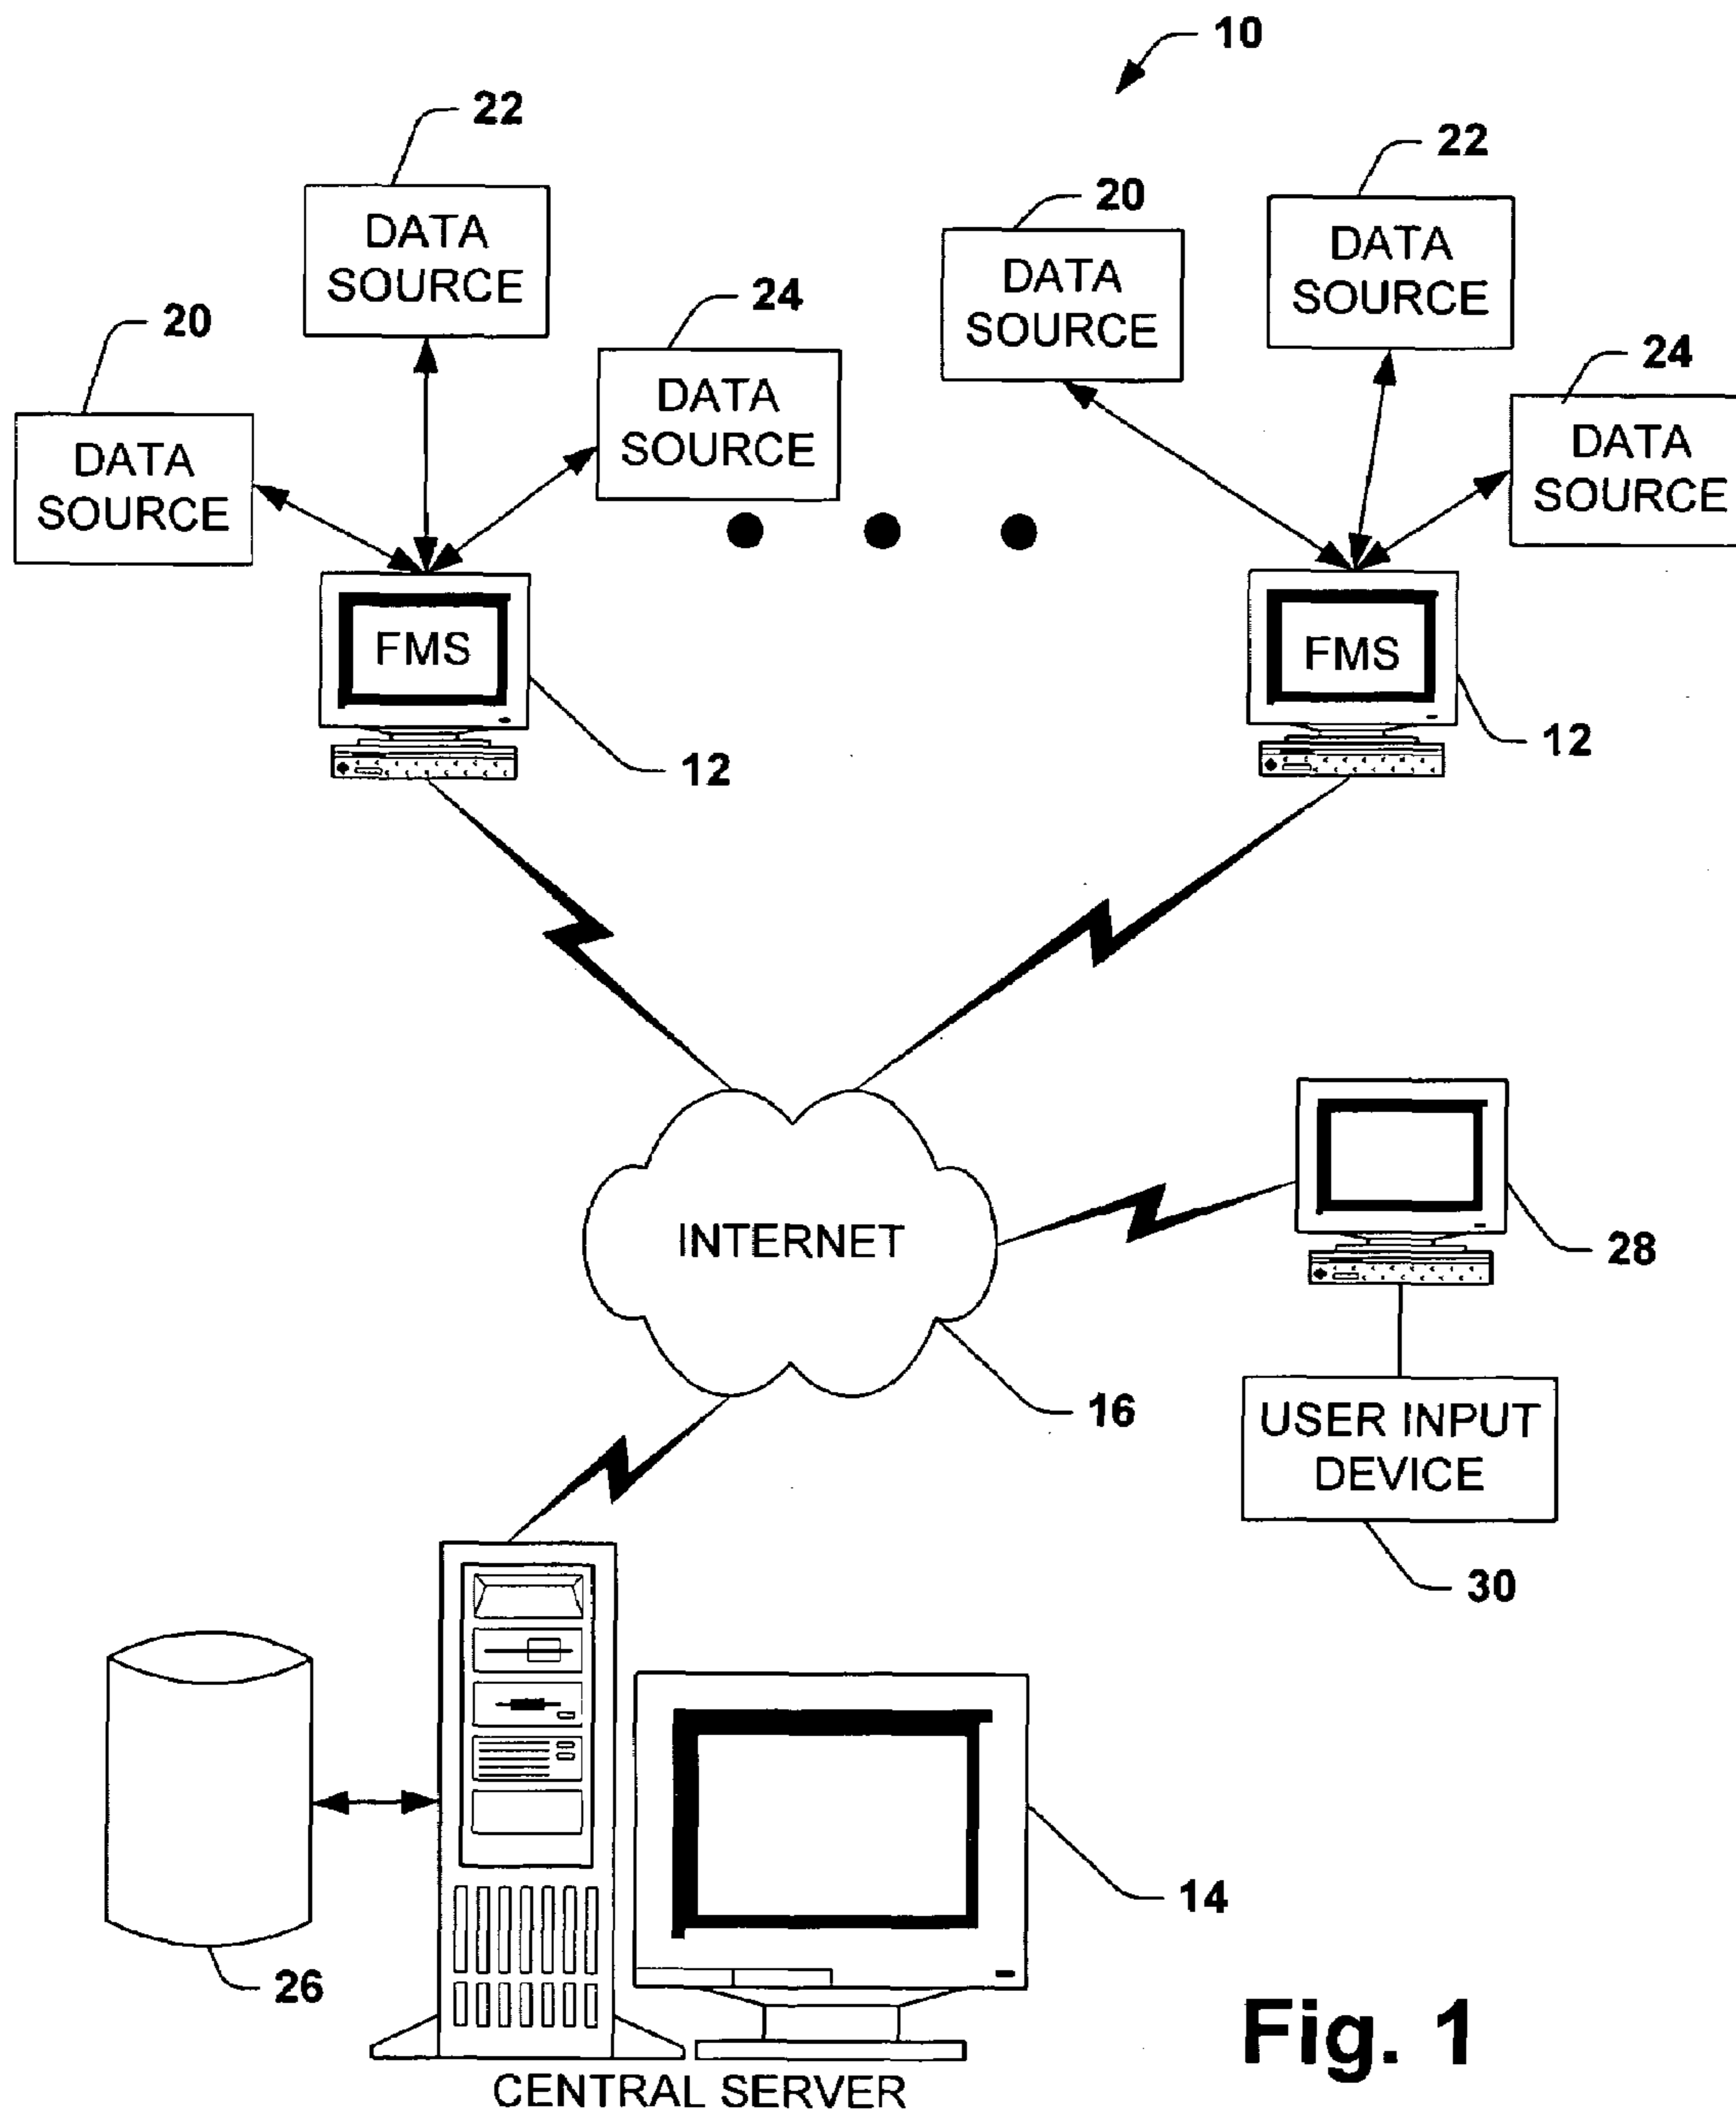 10
22
22
DATA
SOURCE
20
DATA
SOURCE
DATA
SOURCE
20
24
24
DATA
SOURCE
DATA
SOURCE
DATA
SOURCE
FMS
FMS
12
12
INTERNET
28
16
USER INPUT
DEVICE
30
14
26
CENTRAL SERVER
Fig. 1